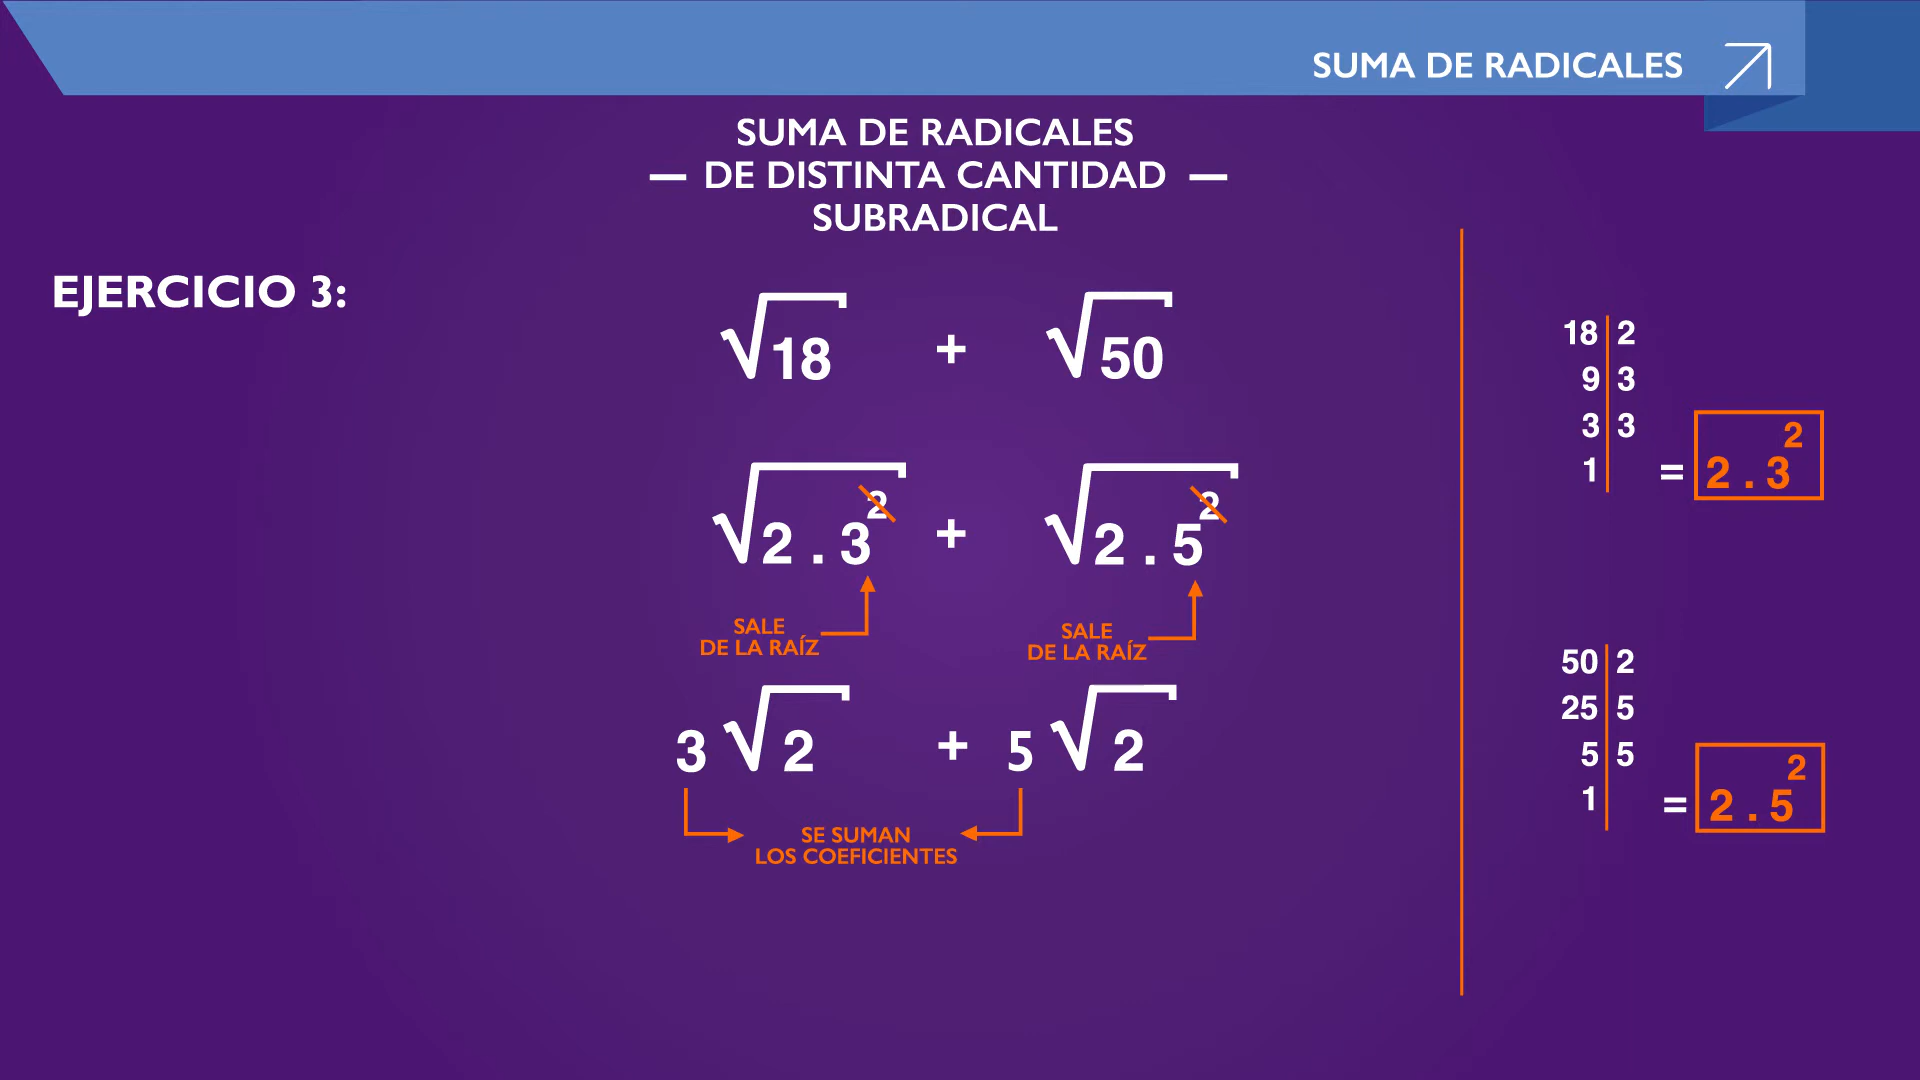 SUMA DE RADICALES
SUMA DE RADICALES
— DE DISTINTA CANTIDAD —
SUBRADICAL
EJERCICIO 3:
√18 + √50
√2 . 3² + √2 . 5²
SALE
DE LA RAÍZ
SALE
DE LA RAÍZ
3 √2 + 5 √2
SE SUMAN
LOS COEFICIENTES
18 | 2
9 | 3
3 | 3
1 | = 2 . 3²
50 | 2
25 | 5
5 | 5
1 | = 2 . 5²